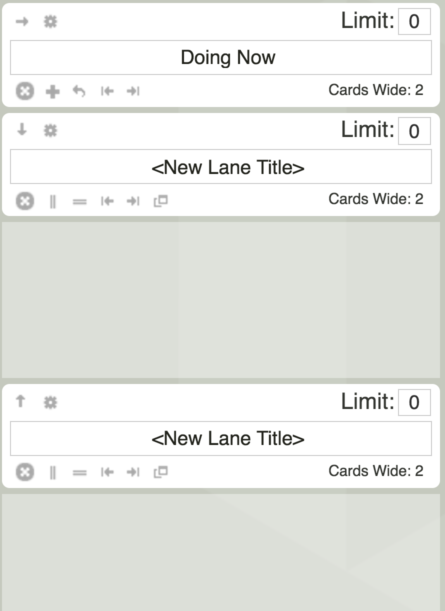 Limit: 0
Doing Now
Cards Wide: 2
Limit: 0
<New Lane Title>
Cards Wide: 2
Limit: 0
<New Lane Title>
Cards Wide: 2